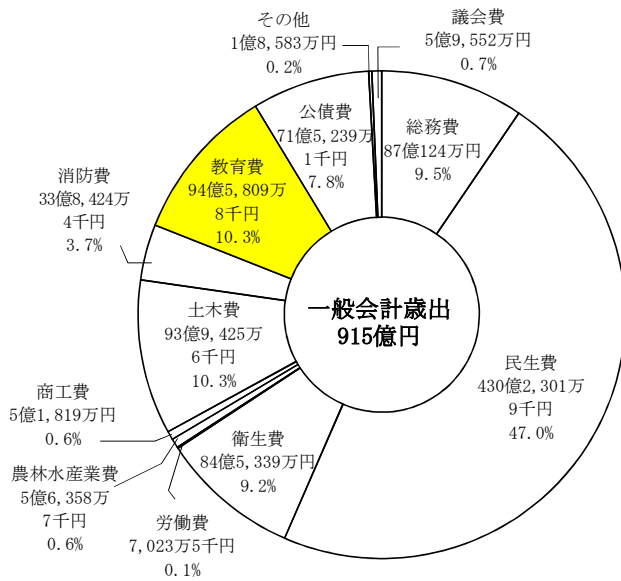 その他
1億8,583万円
0.2%
議会費
5億9,552万円
0.7%
総務費
87億124万円
9.5%
民生費
430億2,301万
9千円
47.0%
衛生費
84億5,339万円
9.2%
労働費
7,023万5千円
0.1%
農林水産業費
5億6,358万
7千円
0.6%
商工費
5億1,819万円
0.6%
土木費
93億9,425万
6千円
10.3%
消防費
33億8,424万
4千円
3.7%
教育費
94億5,809万
8千円
10.3%
公債費
71億5,239万
1千円
7.8%
一般会計歳出
915億円